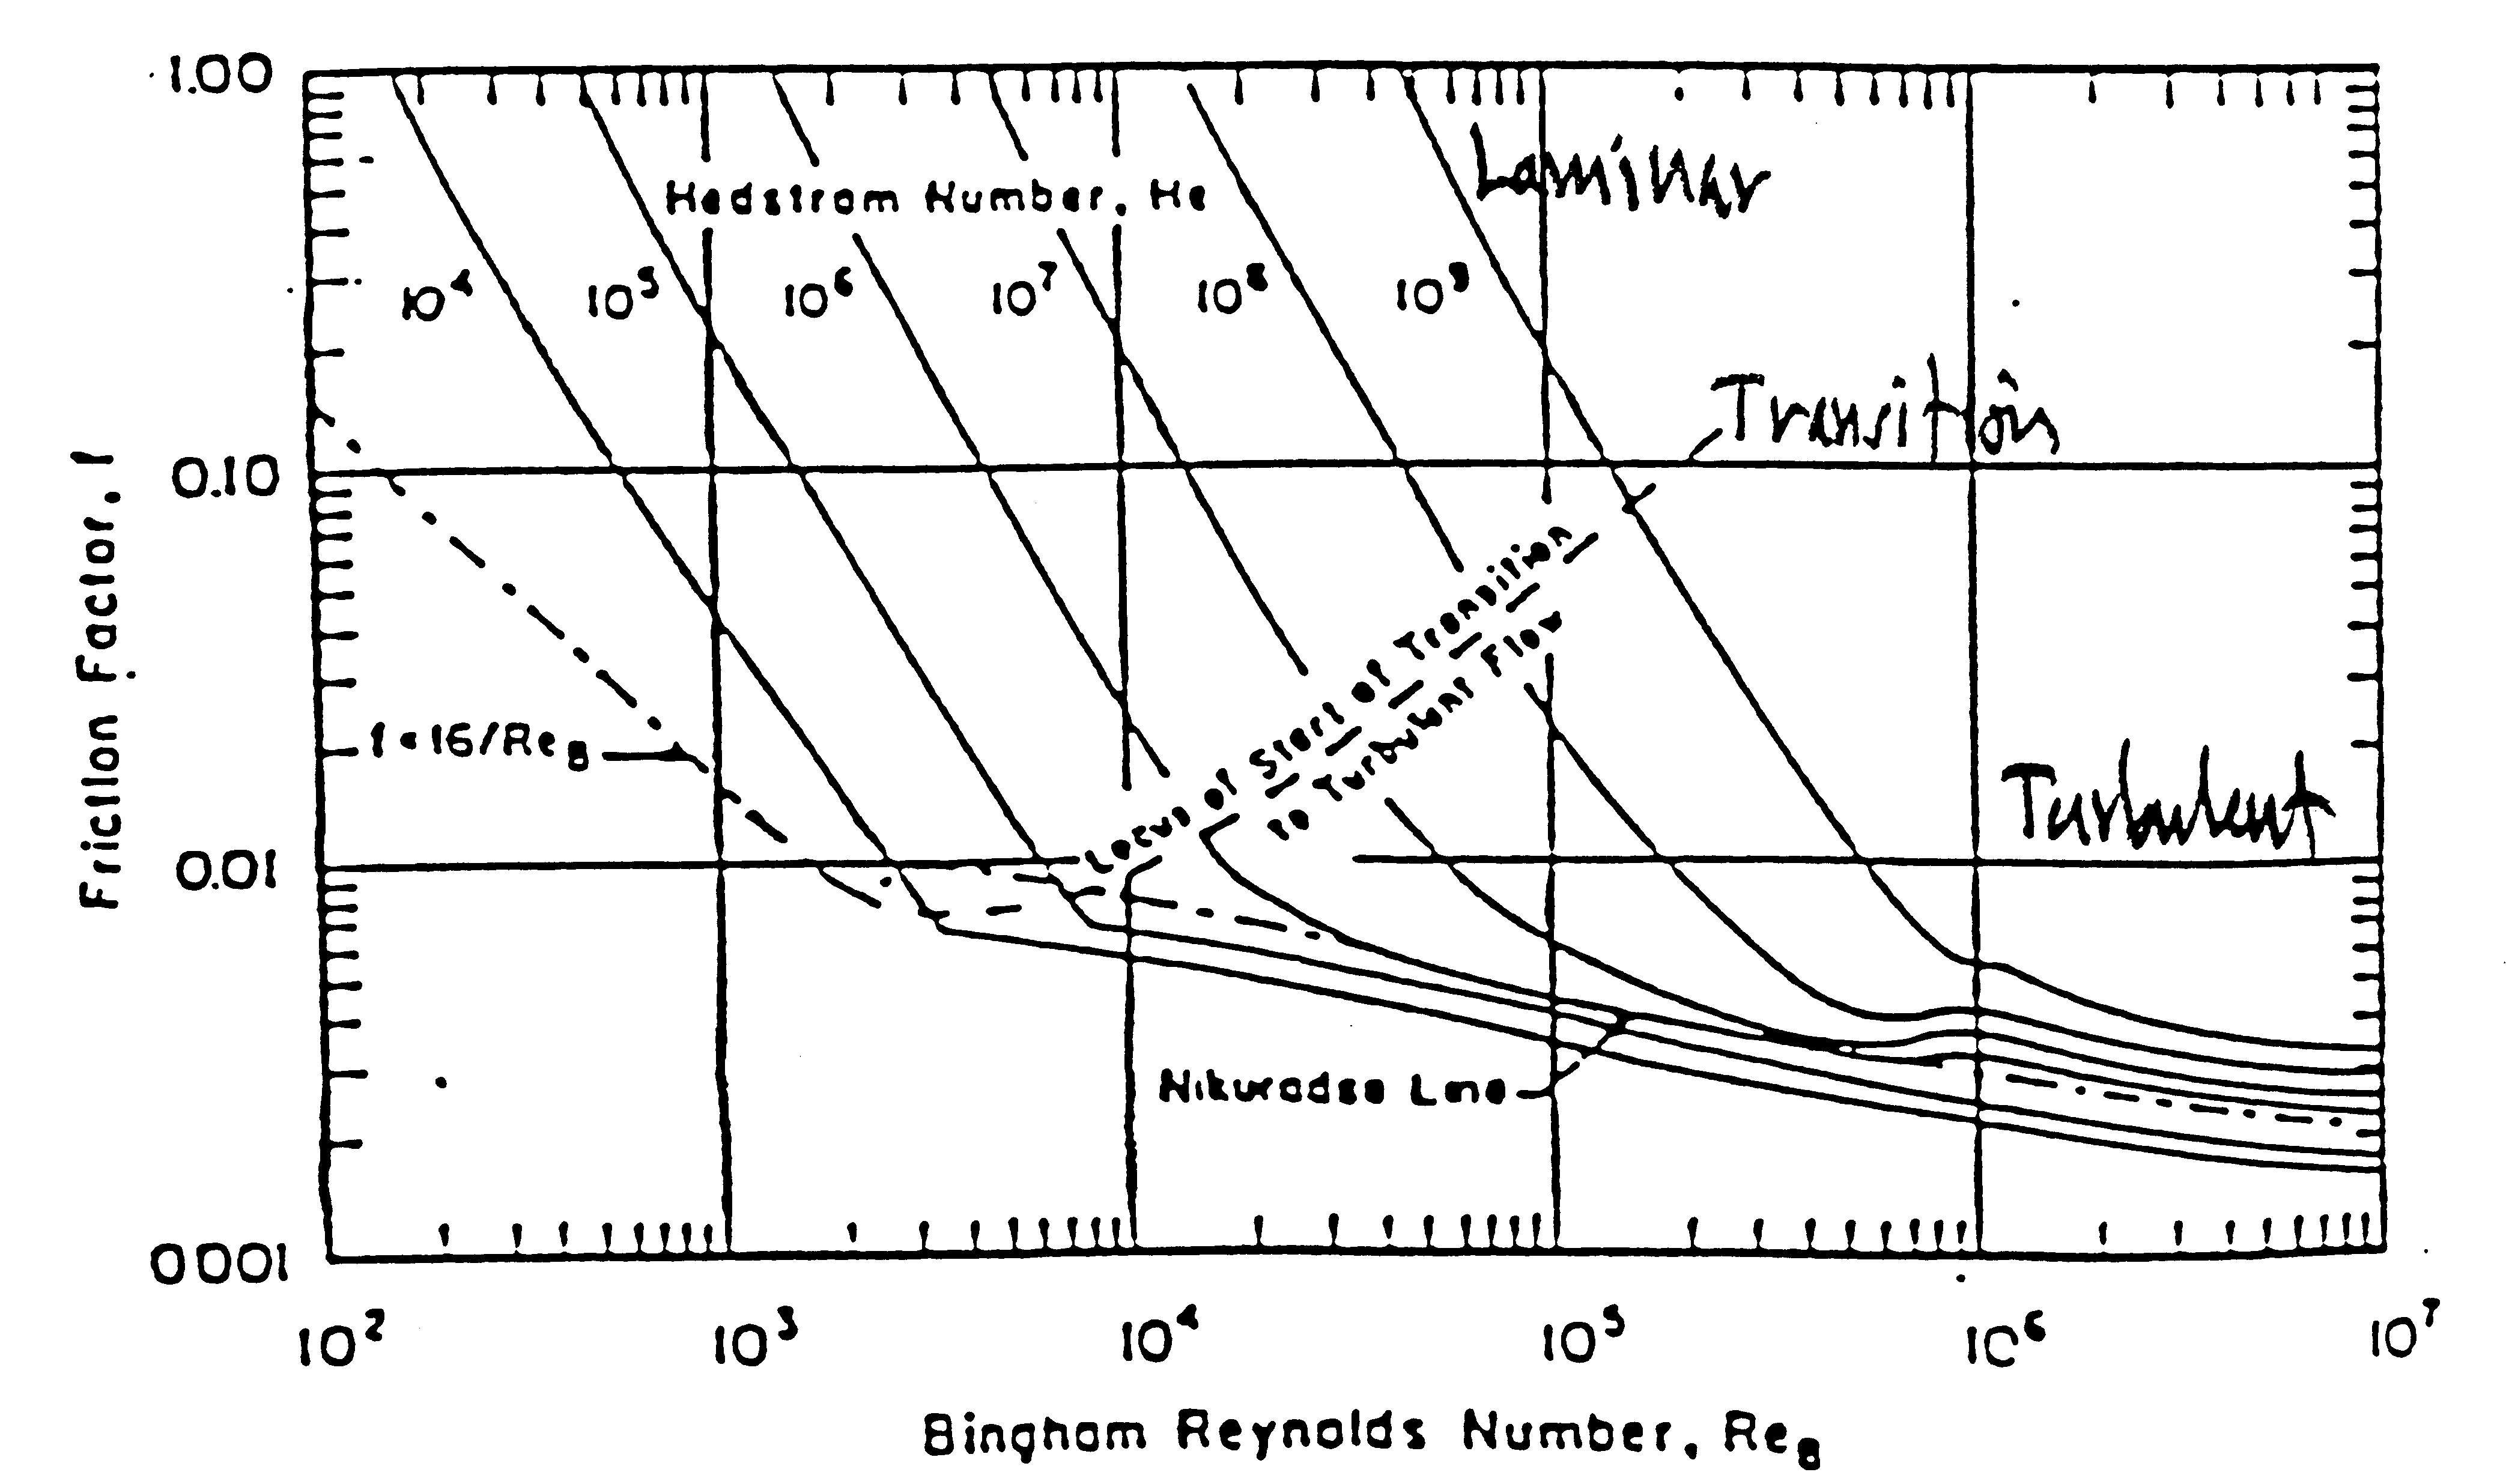 1.00
Laminar
Hedstrom Number, He
10⁴ 10⁵ 10⁶ 10⁷ 10⁸ 10⁹
Transition
0.10
Friction Factor, f
Locus of Start of Transition
to Turbulent Flow
f=16/Re_B
Turbulent
0.01
Nikuradse Line
0.001
10² 10³ 10⁴ 10⁵ 10⁶ 10⁷
Bingham Reynolds Number, Re_B